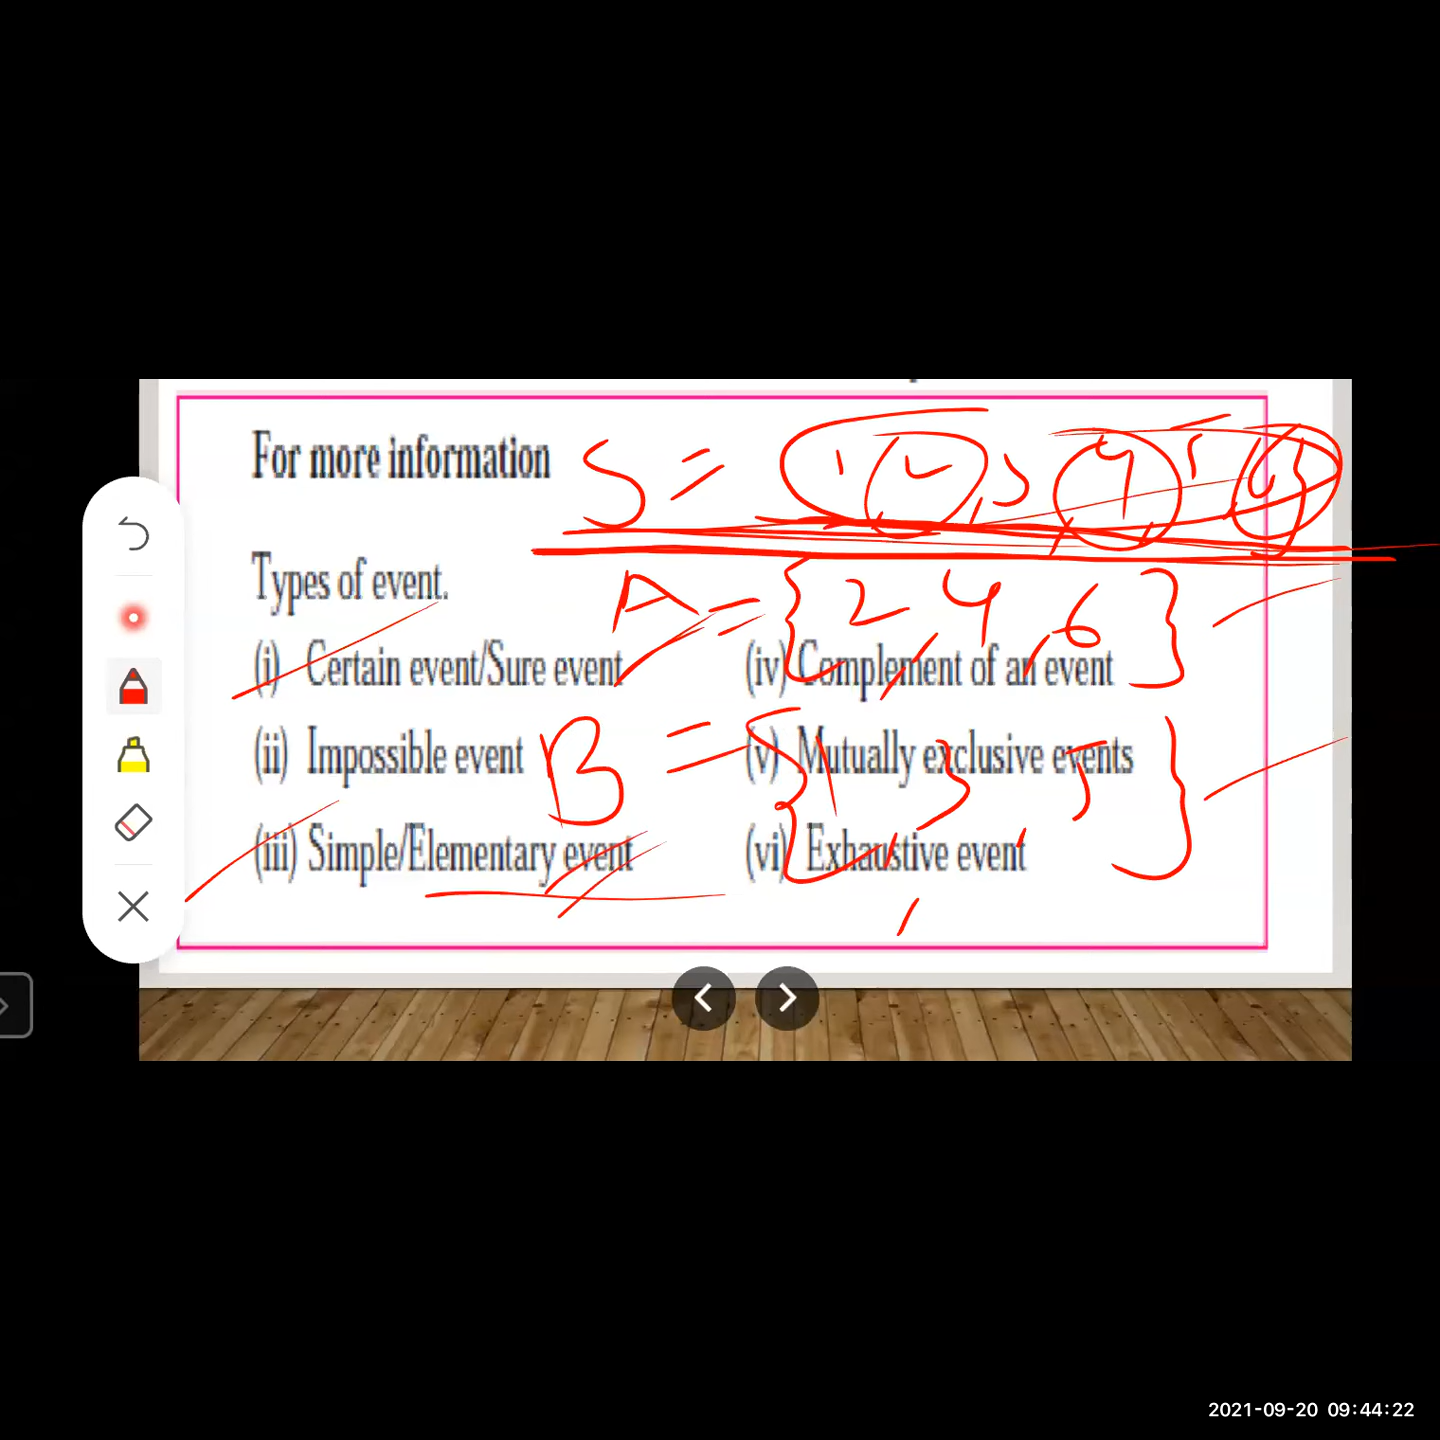 For more information
S = 1, 2, 3, 4, 5, 6
Types of event.
A = {2, 4, 6}
(i) Certain event/Sure event
(iv) Complement of an event
(ii) Impossible event
B = {1, 3, 5}
(v) Mutually exclusive events
(iii) Simple/Elementary event
(vi) Exhaustive event
2021-09-20 09:44:22